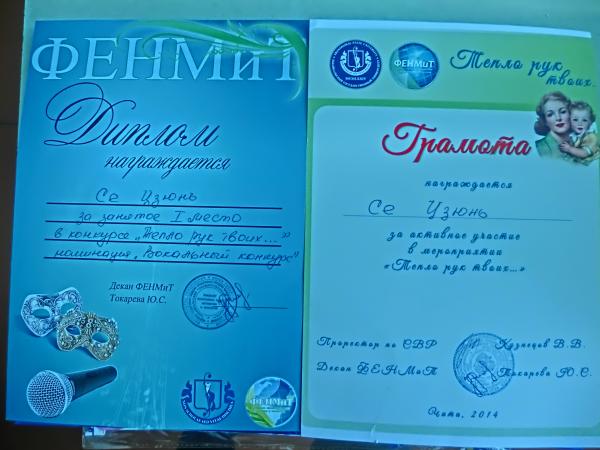 ФЕНМиТ
Диплом
награждается
Се Цзюнь
за занятое I место
в конкурсе „Тепло рук твоих..."
номинация „Вокальный конкурс"
Декан ФЕНМиТ
Токарева Ю.С.
ФЕНМиТ
ФЕНМиТ
Тепло рук
твоих..
Грамота
награждается
Се Цзюнь
за активное участие
в мероприятии
«Тепло рук твоих...»
Проректор по СВР Кузнецов В.В.
Декан ФЕНМиТ Токарева Ю.С.
Чита, 2014